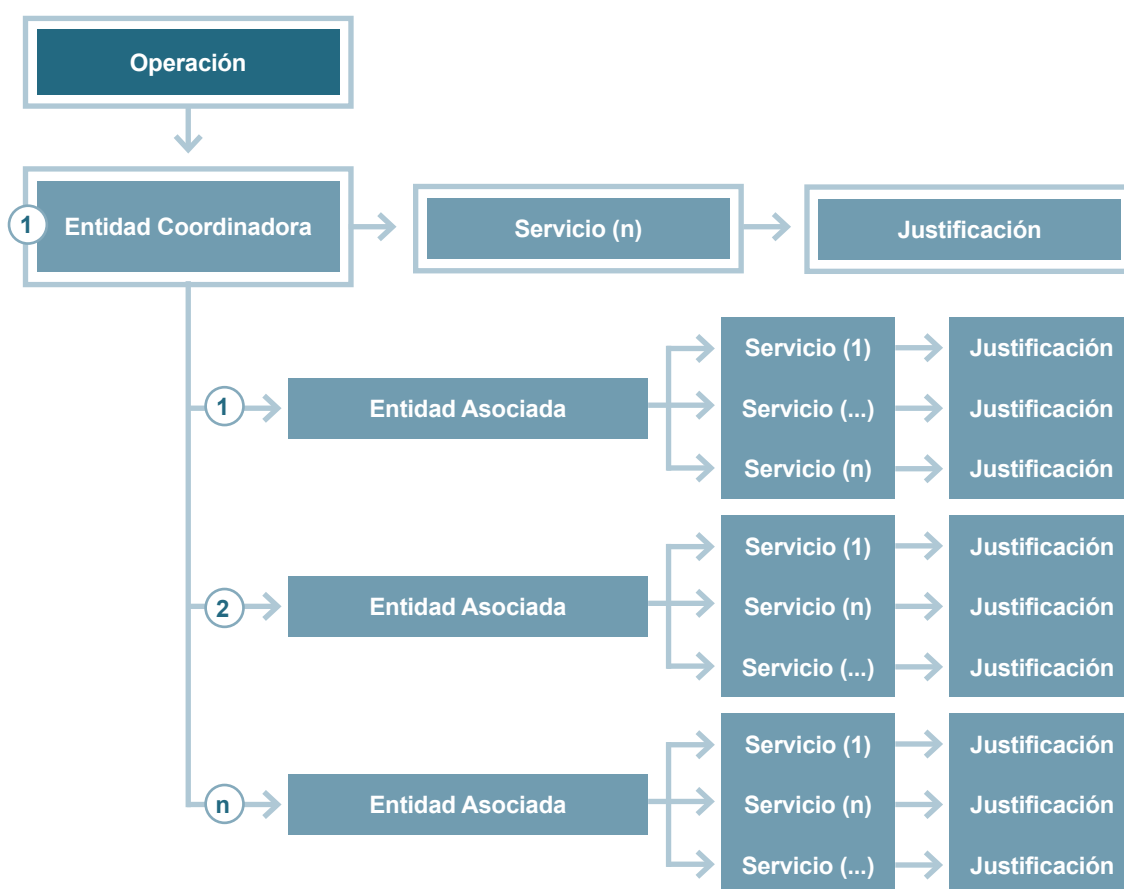 Operación
1
Entidad Coordinadora
Servicio (n)
Justificación
1
Entidad Asociada
Servicio (1)
Justificación
Servicio (...)
Justificación
Servicio (n)
Justificación
2
Entidad Asociada
Servicio (1)
Justificación
Servicio (n)
Justificación
Servicio (...)
Justificación
n
Entidad Asociada
Servicio (1)
Justificación
Servicio (n)
Justificación
Servicio (...)
Justificación